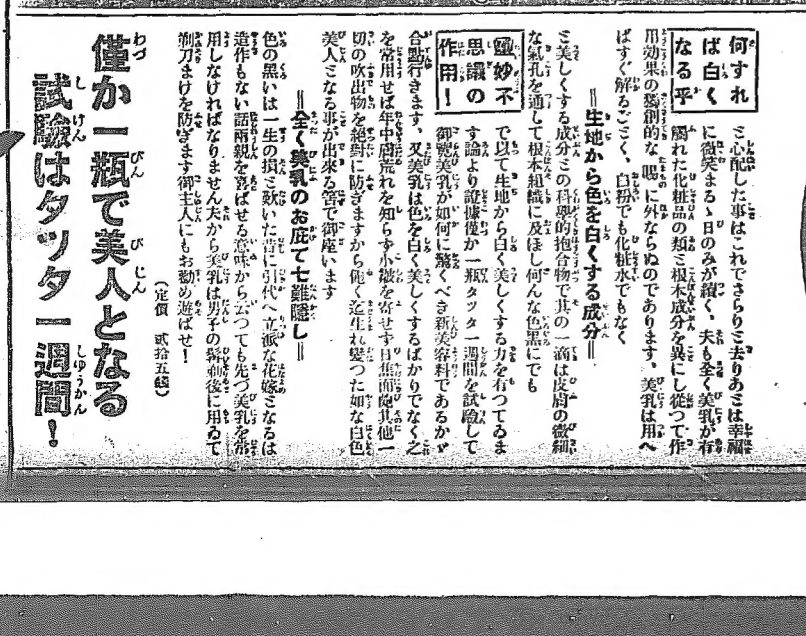 何すれ
ば白く
なる乎
と心配した事はこれでさらりと去りあとは幸福
に微笑まるゝ日のみが續く、夫も全く美乳が有
觸れた化粧品の類と根本成分を異にし從つて作
用効果の獨創的な賜に外ならぬのであります、美乳は用へ
ばすぐ解るごとく、白粉でも化粧水でもなく
＝生地から色を白くする成分＝
と美しくする成分との科學的抱合物で其の一滴は皮膚の微細
な氣孔を通して根本組織に及ほし何んな色黒にでも
靈妙不
思議の
作用！
で以て生地から白く美しくする力を有つてゐま
す論より證據僅か一瓶タッター週間を試驗して
御覽美乳が如何に驚くべき新美容料であるかゞ
合點行きます、又美乳は色を白く美しくするばかりでなく之
を常用せば年中肌荒れを知らず小皺を寄せず日焦面皰其他一
切の吹出物を絶對に防ぎますから飽く迄生れ變つた如な白色
美人となる事が出來る筈で御座います
＝全く美乳のお庇で七難隱し＝
色の黒いは一生の損と歎いた昔に引代へ立派な花嫁となるは
造作もない話兩親を喜ばせる意味から云つても先づ美乳を常
用しなければなりません夫から美乳は男子の髯剃後に用ゐて
剃刀まけを防ぎます御主人にもお勸め遊ばせ！
（定價　貳拾五錢）
僅か一瓶で美人となる
試驗はタッタ一週間！